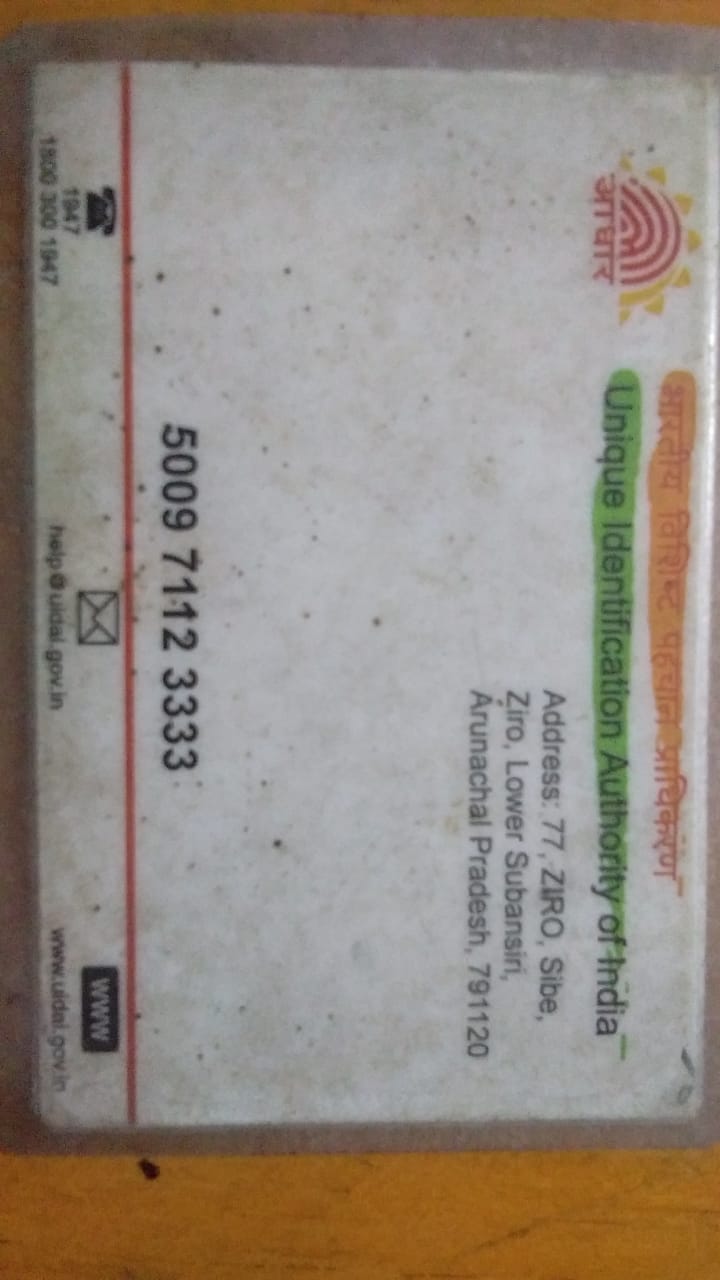 आधार
भारतीय विशिष्ट पहचान प्राधिकरण
Unique Identification Authority of India
Address: 77, ZIRO, Sibe,
Ziro, Lower Subansiri,
Arunachal Pradesh, 791120
5009 7112 3333
1947
1800 300 1947
help@uidai.gov.in
www
www.uidai.gov.in